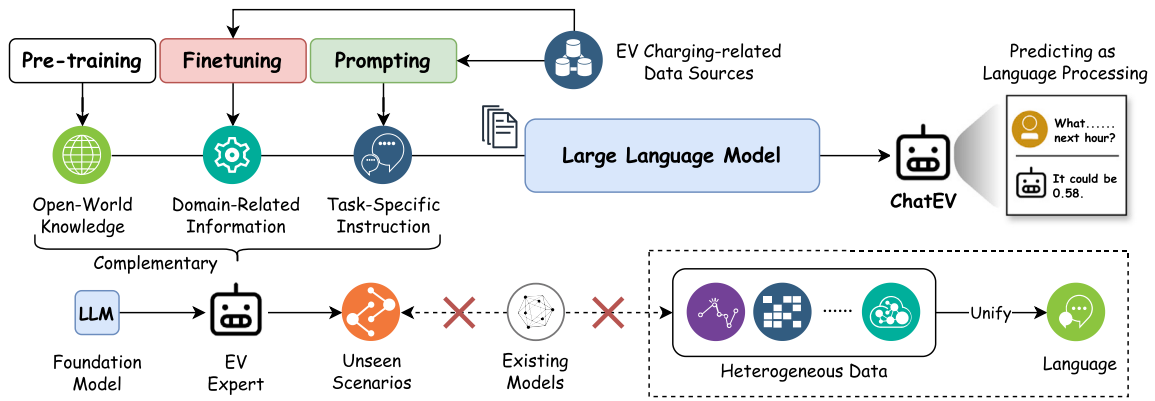 Pre-training
Finetuning
Prompting
EV Charging-related
Data Sources
Predicting as
Language Processing
What......
next hour?
It could be
0.58.
Large Language Model
ChatEV
Open-World
Knowledge
Domain-Related
Information
Task-Specific
Instruction
Complementary
LLM
Foundation
Model
EV
Expert
Unseen
Scenarios
Existing
Models
......
Heterogeneous Data
Unify
Language